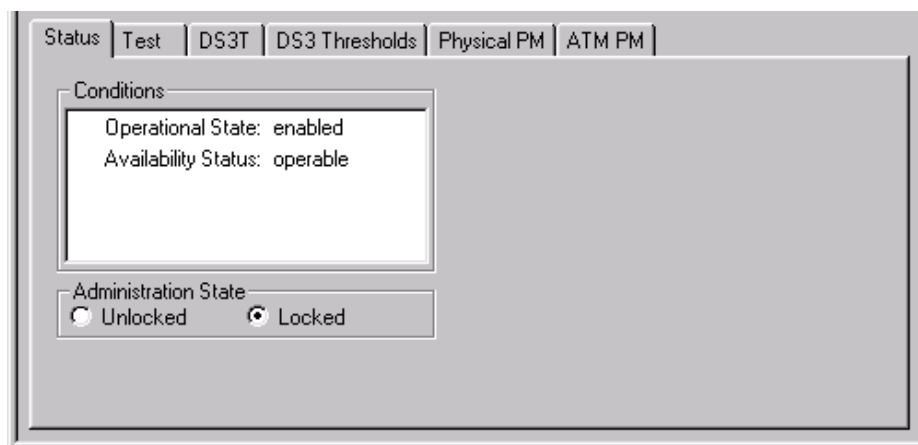 Status Test DS3T DS3 Thresholds Physical PM ATM PM
Conditions
Operational State: enabled
Availability Status: operable
Administration State
Unlocked Locked